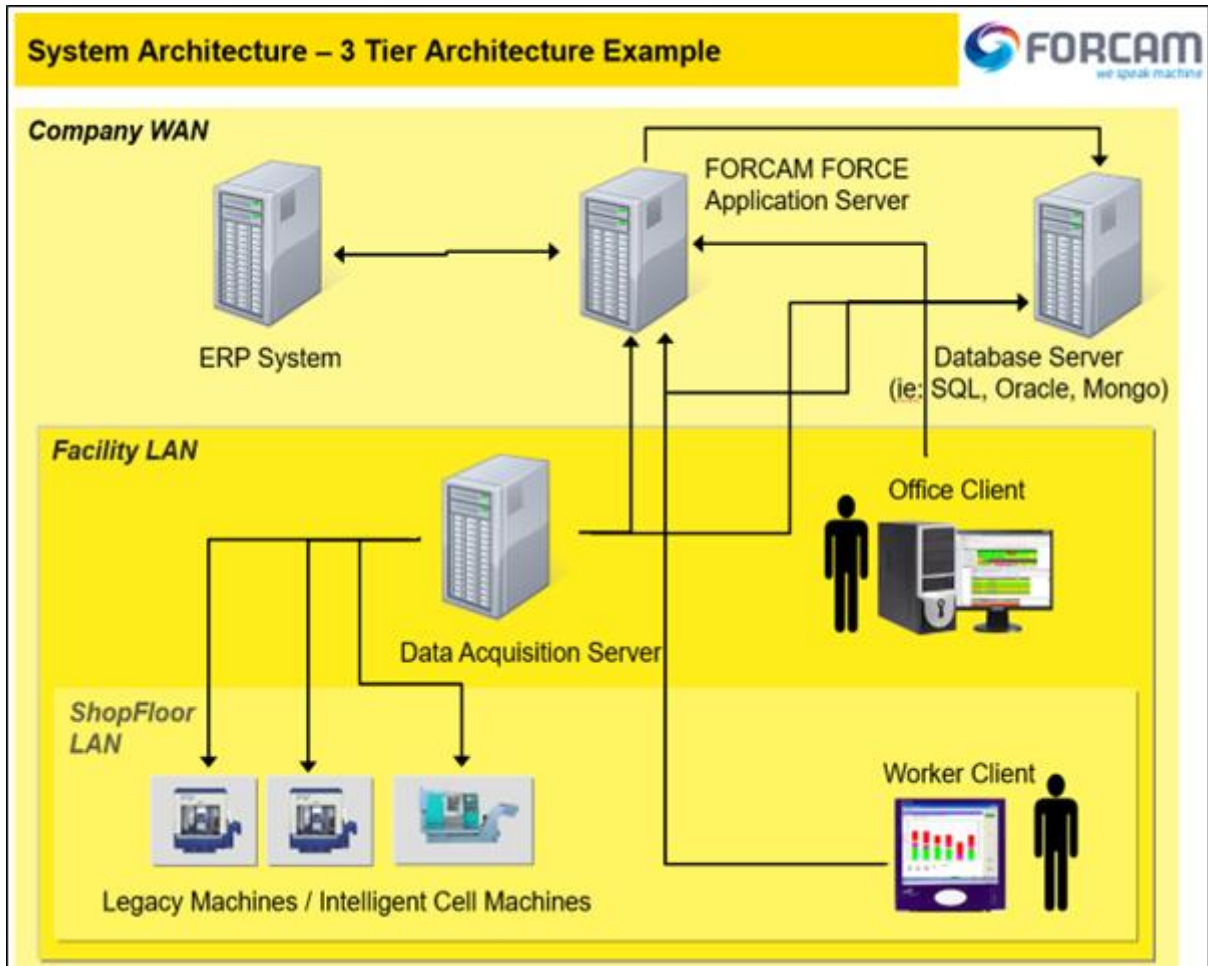 System Architecture – 3 Tier Architecture Example
FORCAM
we speak machine
Company WAN
FORCAM FORCE
Application Server
ERP System
Database Server
(ie: SQL, Oracle, Mongo)
Facility LAN
Office Client
Data Acquisition Server
ShopFloor
LAN
Worker Client
Legacy Machines / Intelligent Cell Machines